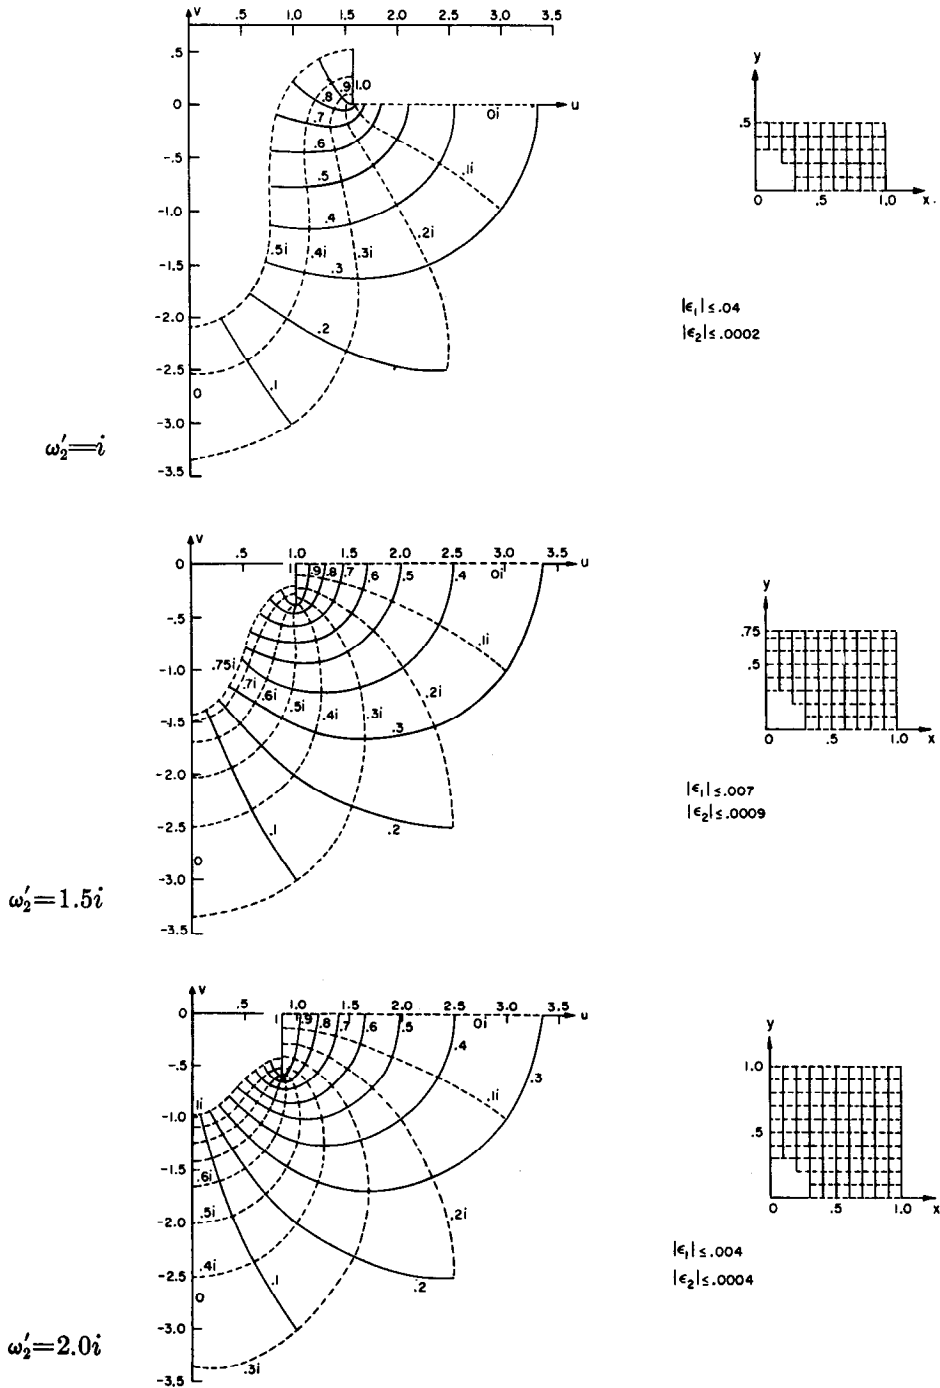 v
.5 1.0 1.5 2.0 2.5 3.0 3.5
.5
.9 1.0
.8
0 u
.7 0i
.6 .1i
-.5
.5
-1.0 .4 .2i
.5i .4i .3i
-1.5 .3
-2.0 .2
-2.5 .1
0
-3.0
-3.5
ω₂′=i
y
.5
0 .5 1.0 x
|ϵ₁| ≤ .04
|ϵ₂| ≤ .0002
v
.5 1.0 1.5 2.0 2.5 3.0 3.5
0 1 .9 .8 .7 .6 .5 .4 0i u
-.5
.1i
-1.0 .75i .2i
.7i .6i .5i .4i .3i .3
-1.5
-2.0
-2.5 .1 .2
0
-3.0
-3.5
ω₂′=1.5i
y
.75
.5
0 .5 1.0 x
|ϵ₁| ≤ .007
|ϵ₂| ≤ .0009
v
.5 1.0 1.5 2.0 2.5 3.0 3.5
0 1 .9 .8 .7 .6 .5 0i u
.4
-.5 .3
.1i
1i
-1.0
-1.5 .6i
-2.0 .5i .2i
-2.5 .4i .1 .2
0
-3.0
-3.5 .3i
ω₂′=2.0i
y
1.0
.5
0 .5 1.0 x
|ϵ₁| ≤ .004
|ϵ₂| ≤ .0004